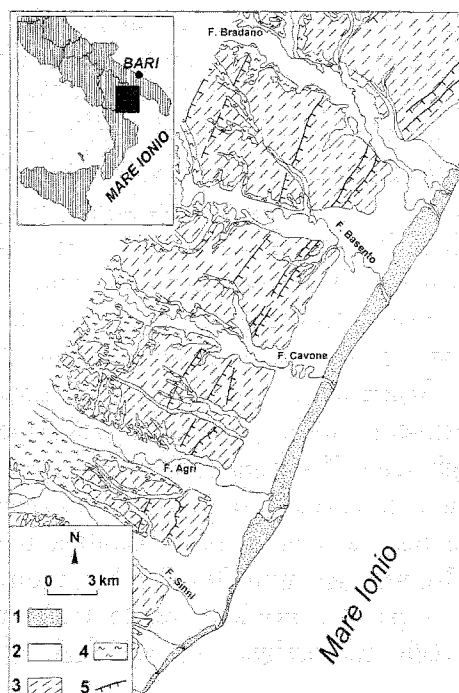 F. Bradano
BARI
MARE IONIO
F. Basento
F. Cavone
F. Agri
N
0 3 km
F. Sinni
Mare Ionio
1
2 4
3 5